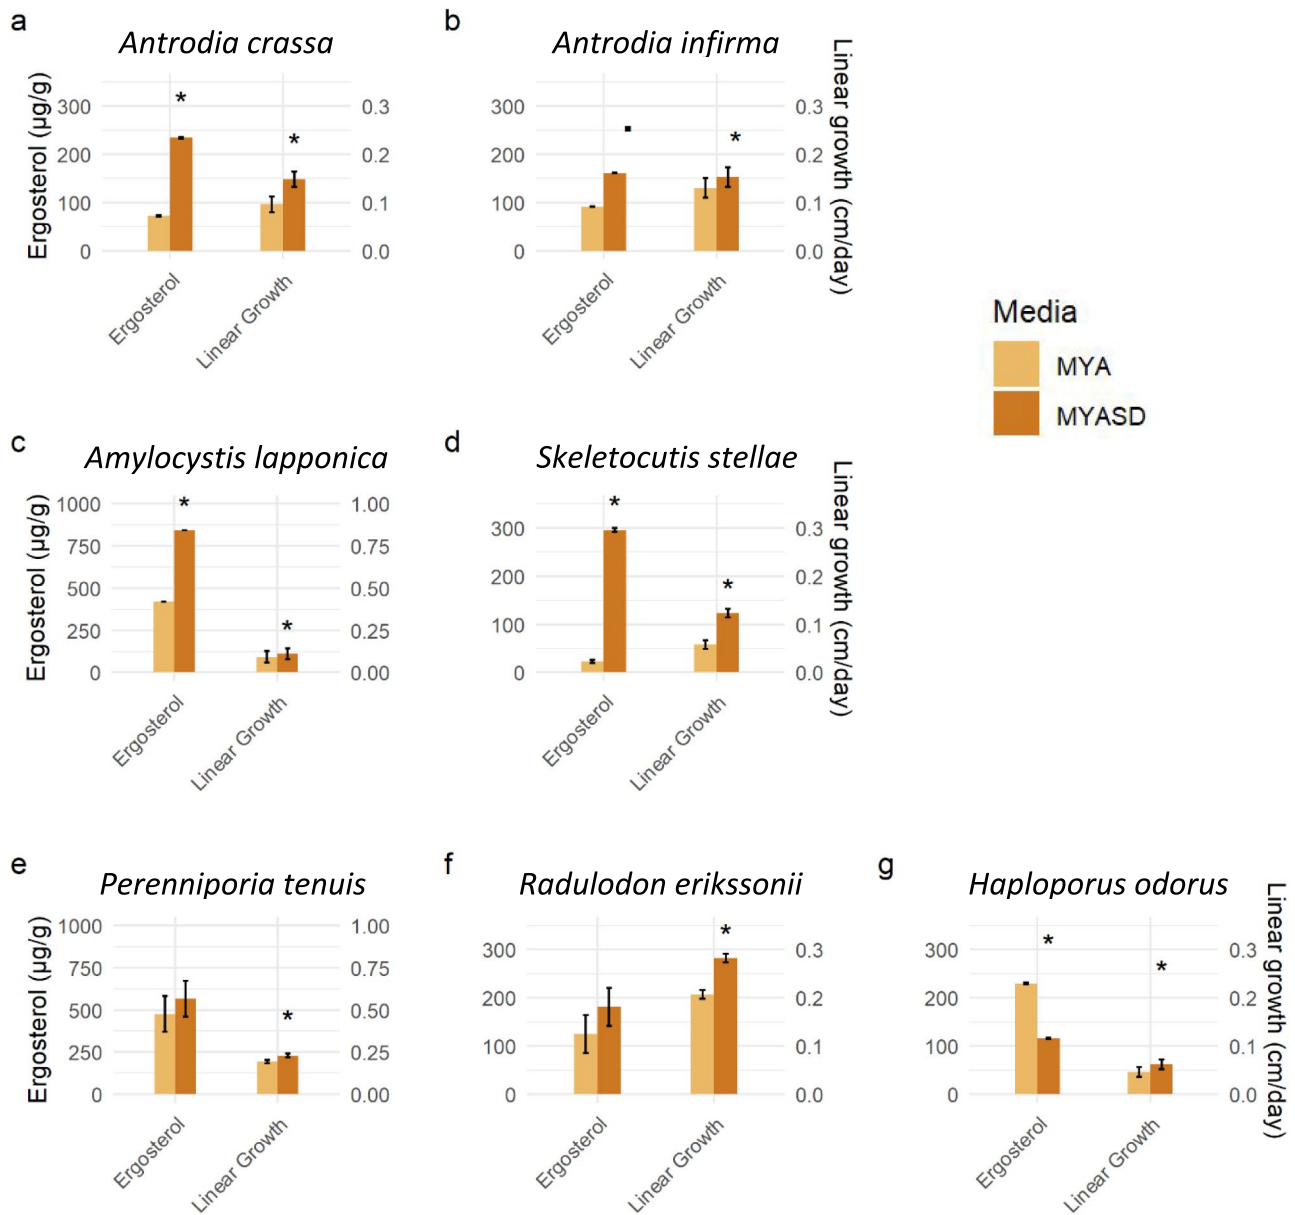 a
Antrodia crassa
Ergosterol (µg/g)
300
200
100
0
*
*
0.3
0.2
0.1
0.0
Ergosterol
Linear Growth
b
Antrodia infirma
300
200
100
0
*
0.3
0.2
0.1
0.0
Linear growth (cm/day)
Ergosterol
Linear Growth
Media
MYA
MYASD
c
Amylocystis lapponica
Ergosterol (µg/g)
1000
750
500
250
0
*
*
1.00
0.75
0.50
0.25
0.00
Ergosterol
Linear Growth
d
Skeletocutis stellae
300
200
100
0
*
*
0.3
0.2
0.1
0.0
Linear growth (cm/day)
Ergosterol
Linear Growth
e
Perenniporia tenuis
Ergosterol (µg/g)
1000
750
500
250
0
*
1.00
0.75
0.50
0.25
0.00
Ergosterol
Linear Growth
f
Radulodon erikssonii
300
200
100
0
*
0.3
0.2
0.1
0.0
Ergosterol
Linear Growth
g
Haploporus odorus
300
200
100
0
*
*
0.3
0.2
0.1
0.0
Linear growth (cm/day)
Ergosterol
Linear Growth